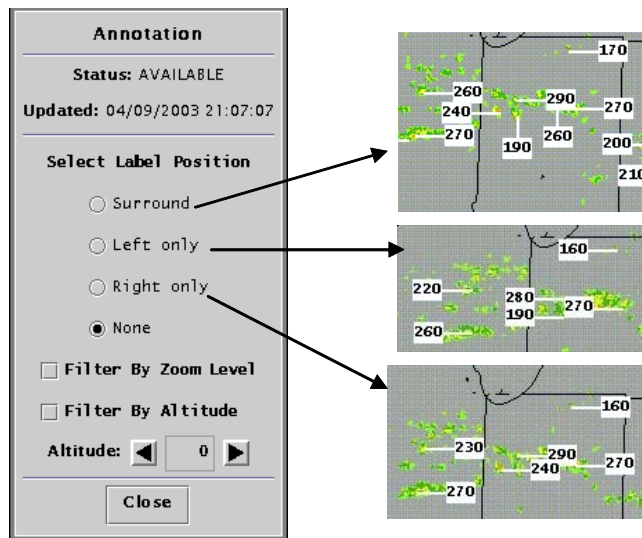 Annotation
Status: AVAILABLE
Updated: 04/09/2003 21:07:07
Select Label Position
Surround
Left only
Right only
None
Filter By Zoom Level
Filter By Altitude
Altitude: 0
Close
170
260
290
240
270
270
260
190
200
210
160
220
280
270
190
260
160
230
290
240
270
270